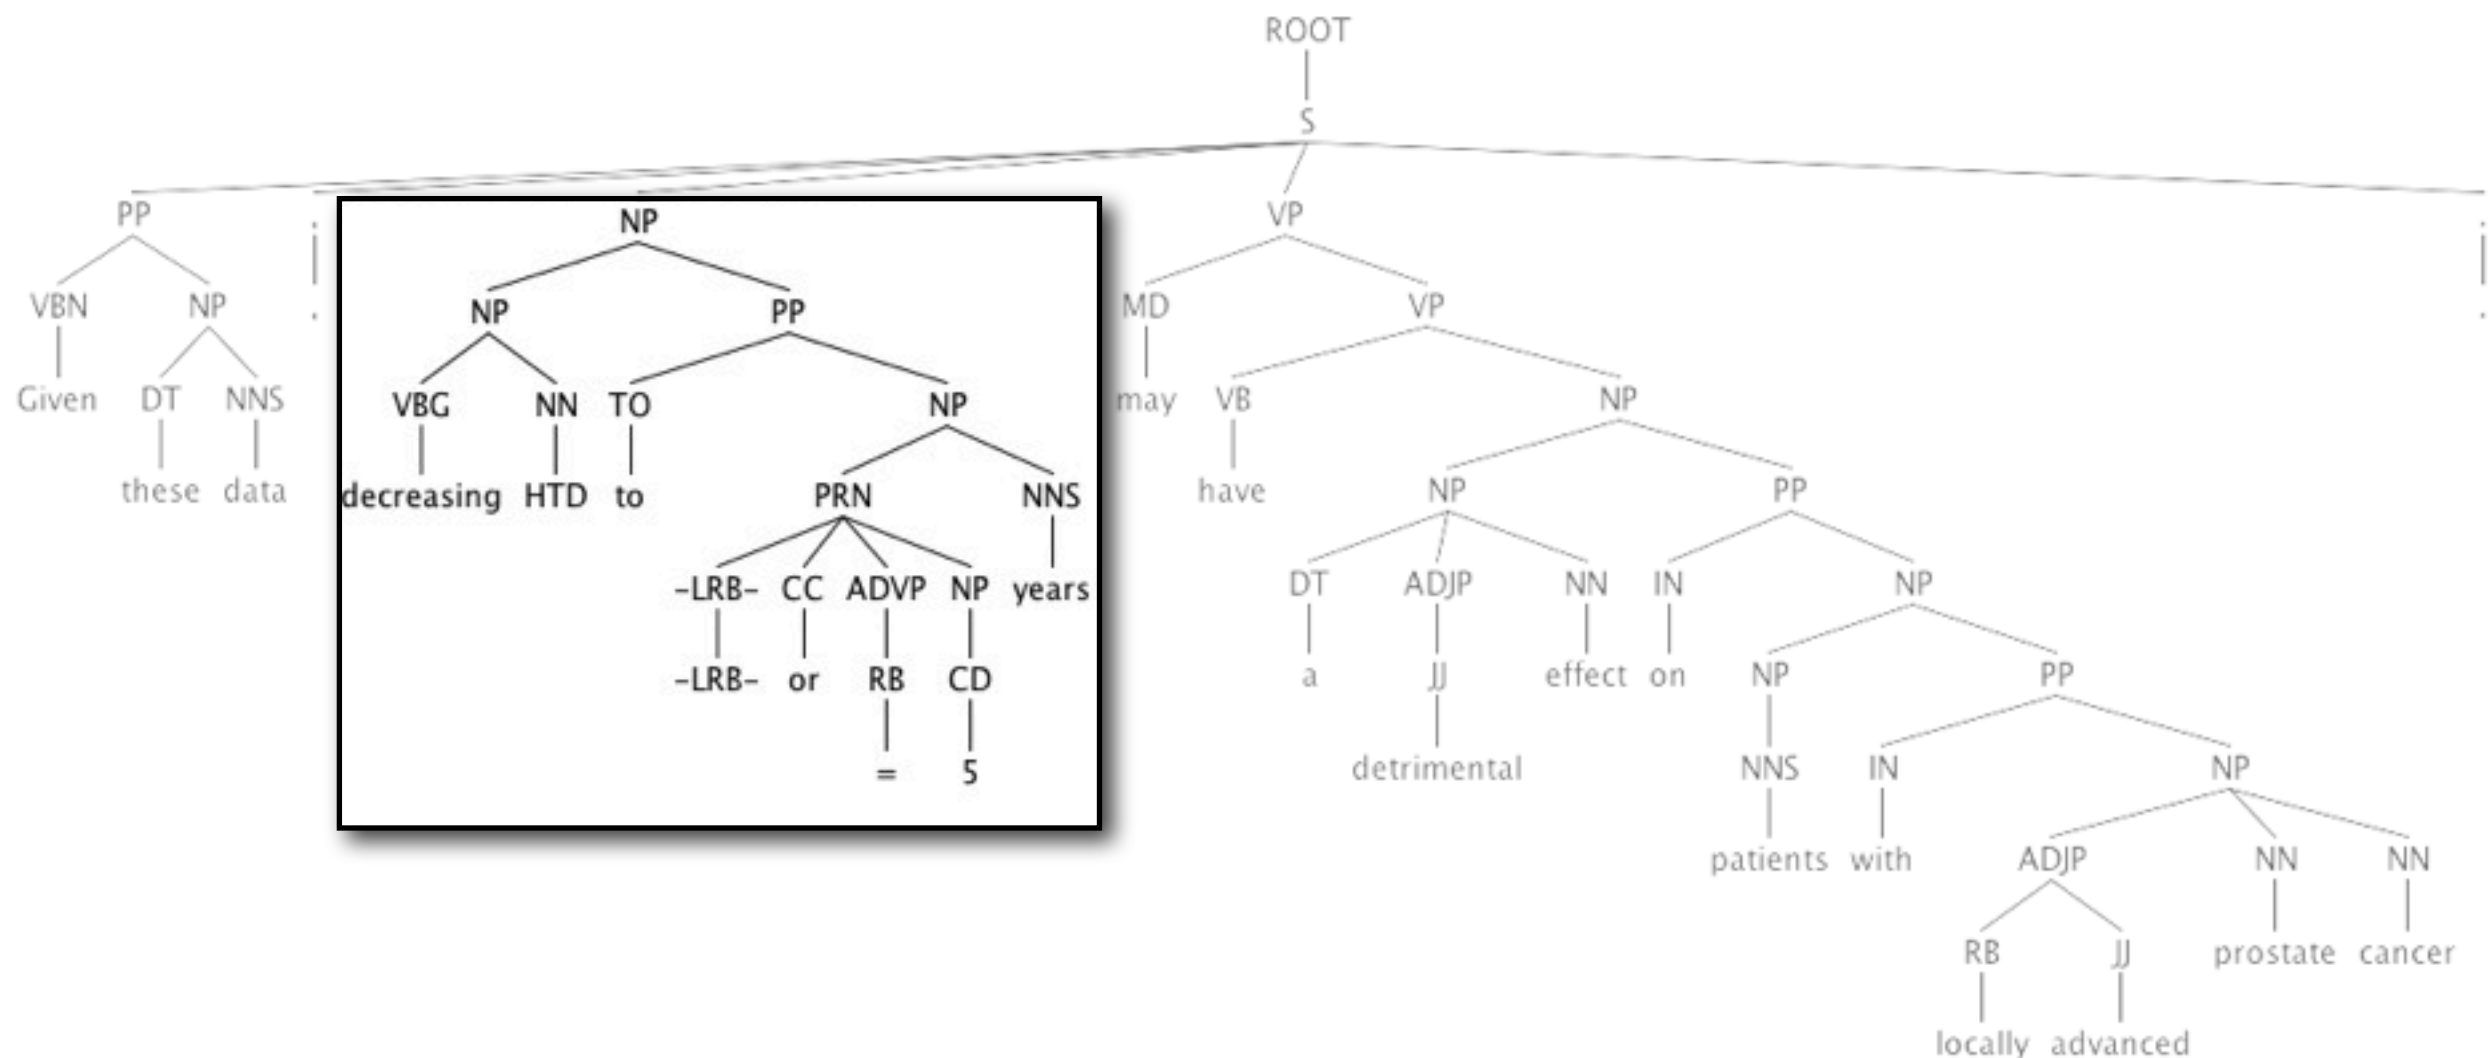 ROOT
S
PP NP VP
. .
VBN NP NP PP MD VP
. .
Given DT NNS VBG NN TO NP may VB NP
these data decreasing HTD to PRN NNS have NP PP
–LRB– CC ADVP NP years DT ADJP NN IN NP
–LRB– or RB CD a JJ effect on NP PP
= 5 detrimental NNS IN NP
patients with ADJP NN NN
RB JJ prostate cancer
locally advanced